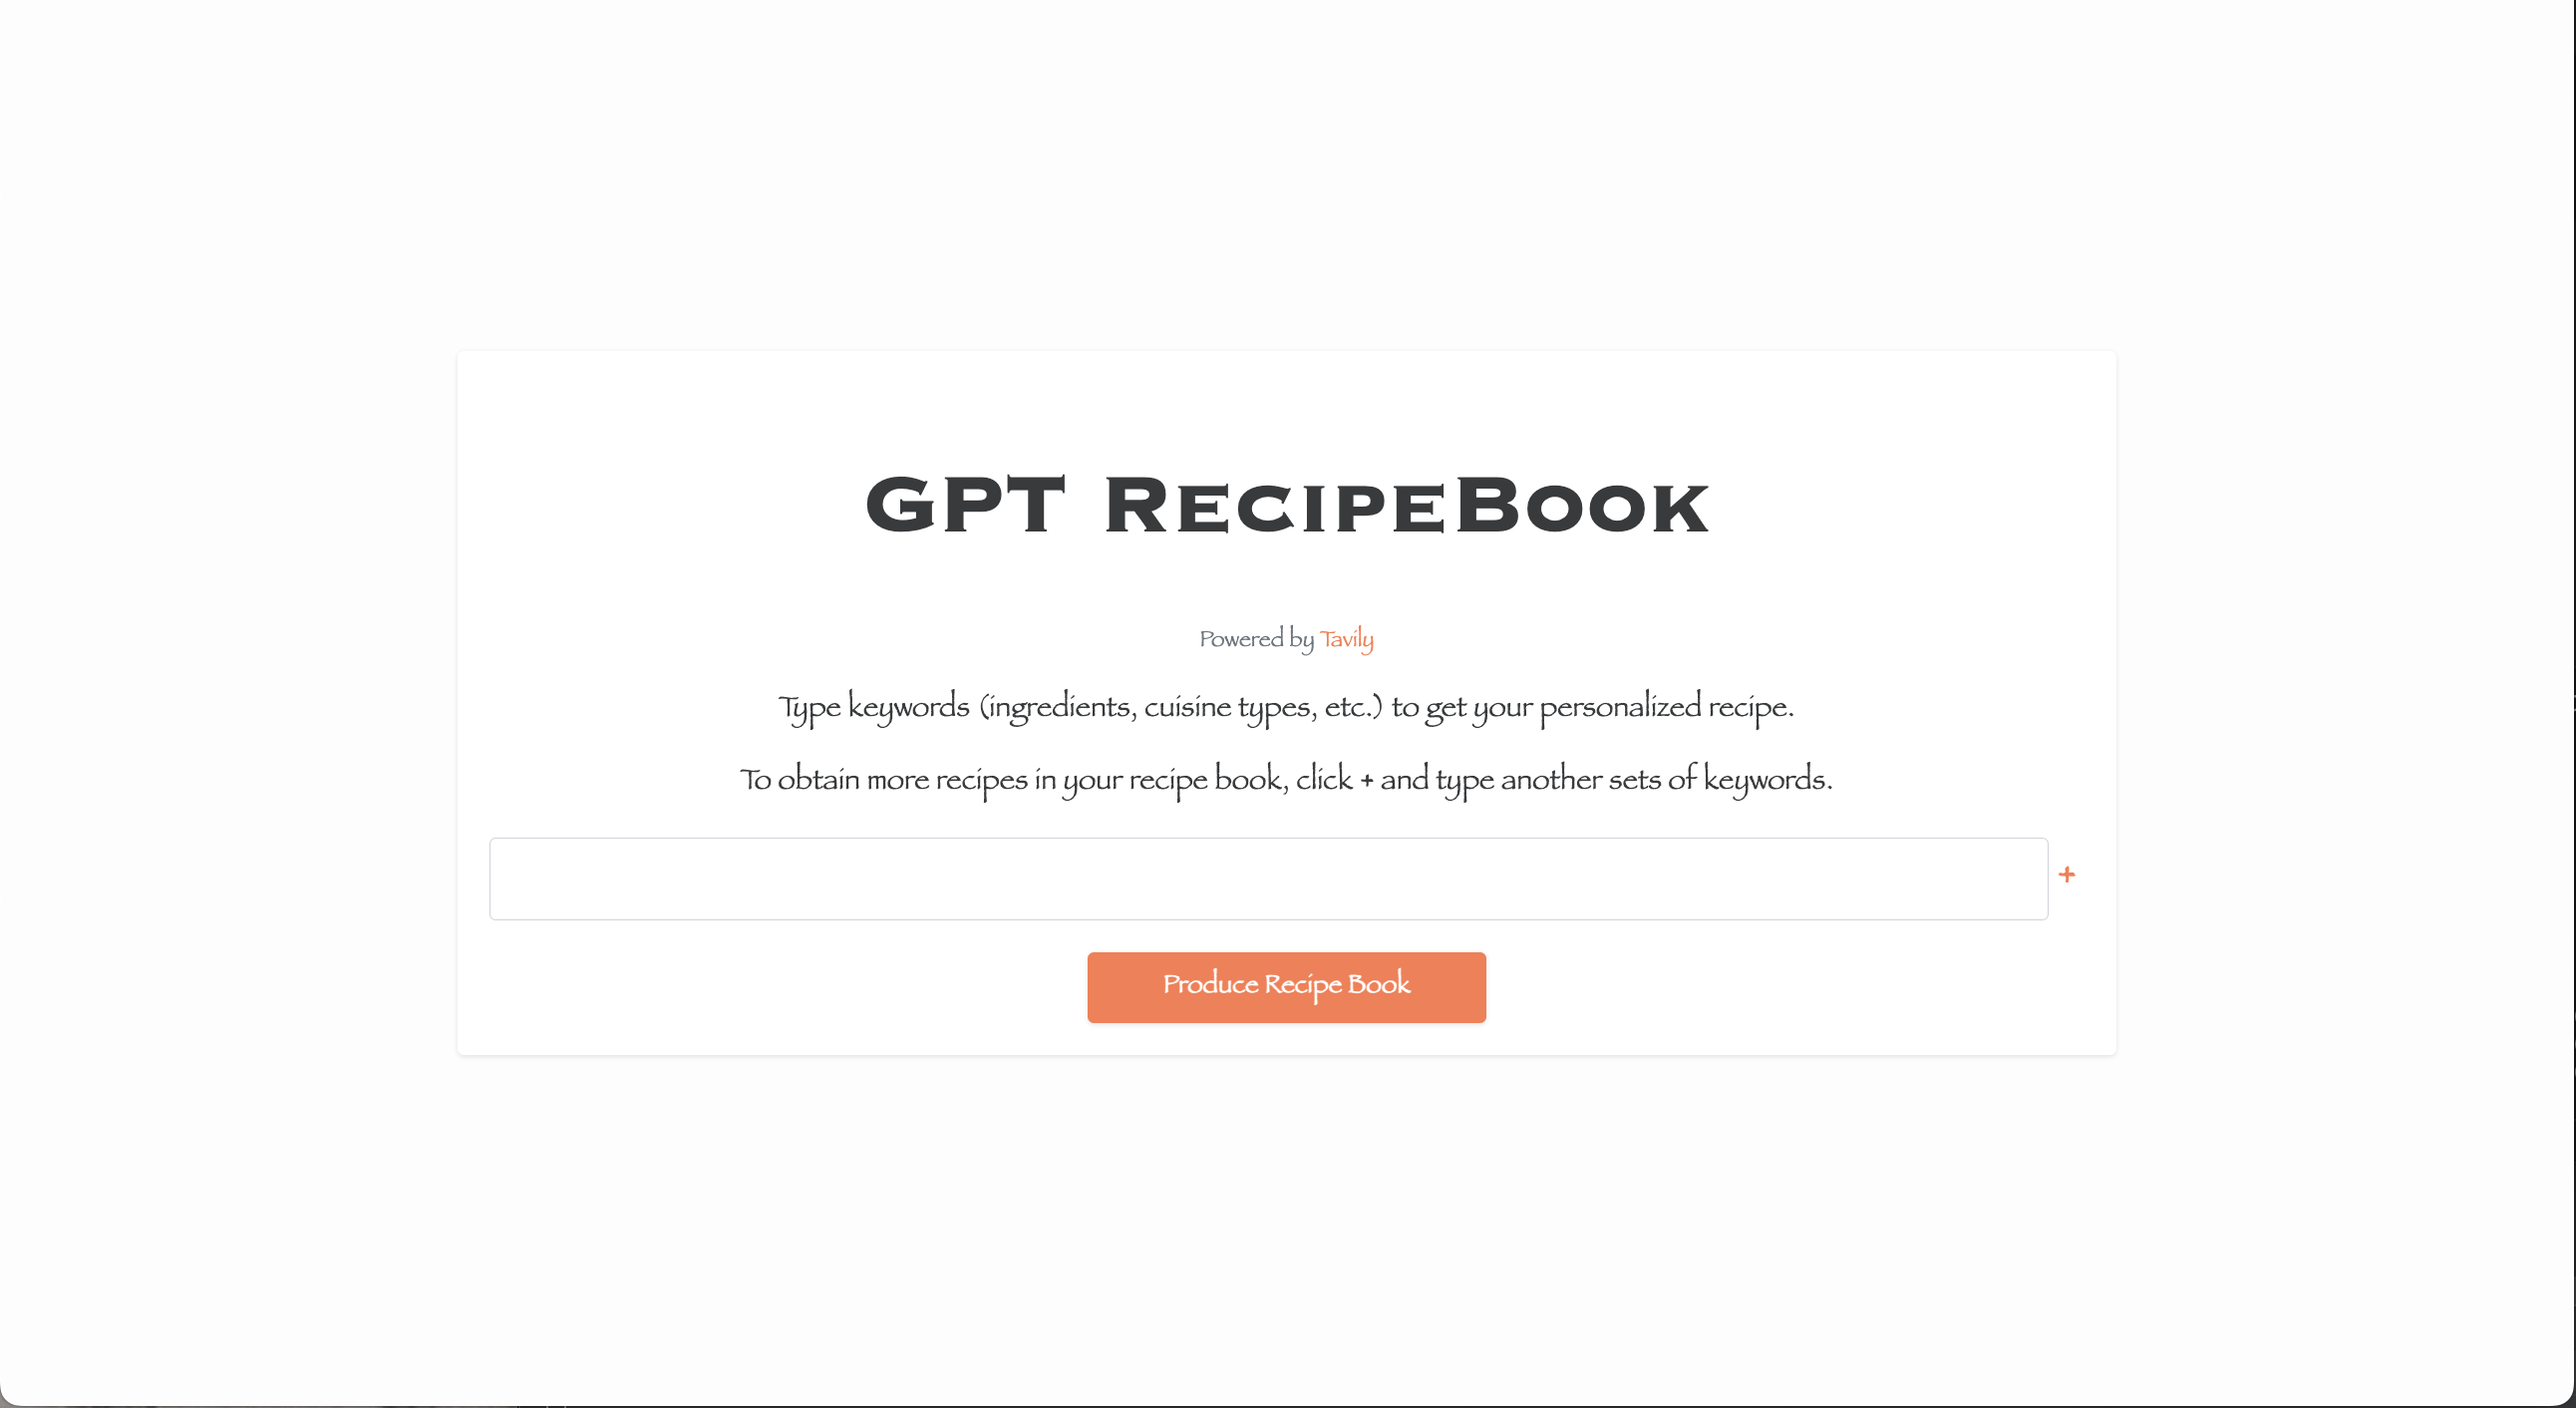 GPT RecipeBook
Powered by Tavily
Type keywords (ingredients, cuisine types, etc.) to get your personalized recipe.
To obtain more recipes in your recipe book, click + and type another sets of keywords.
+
Produce Recipe Book